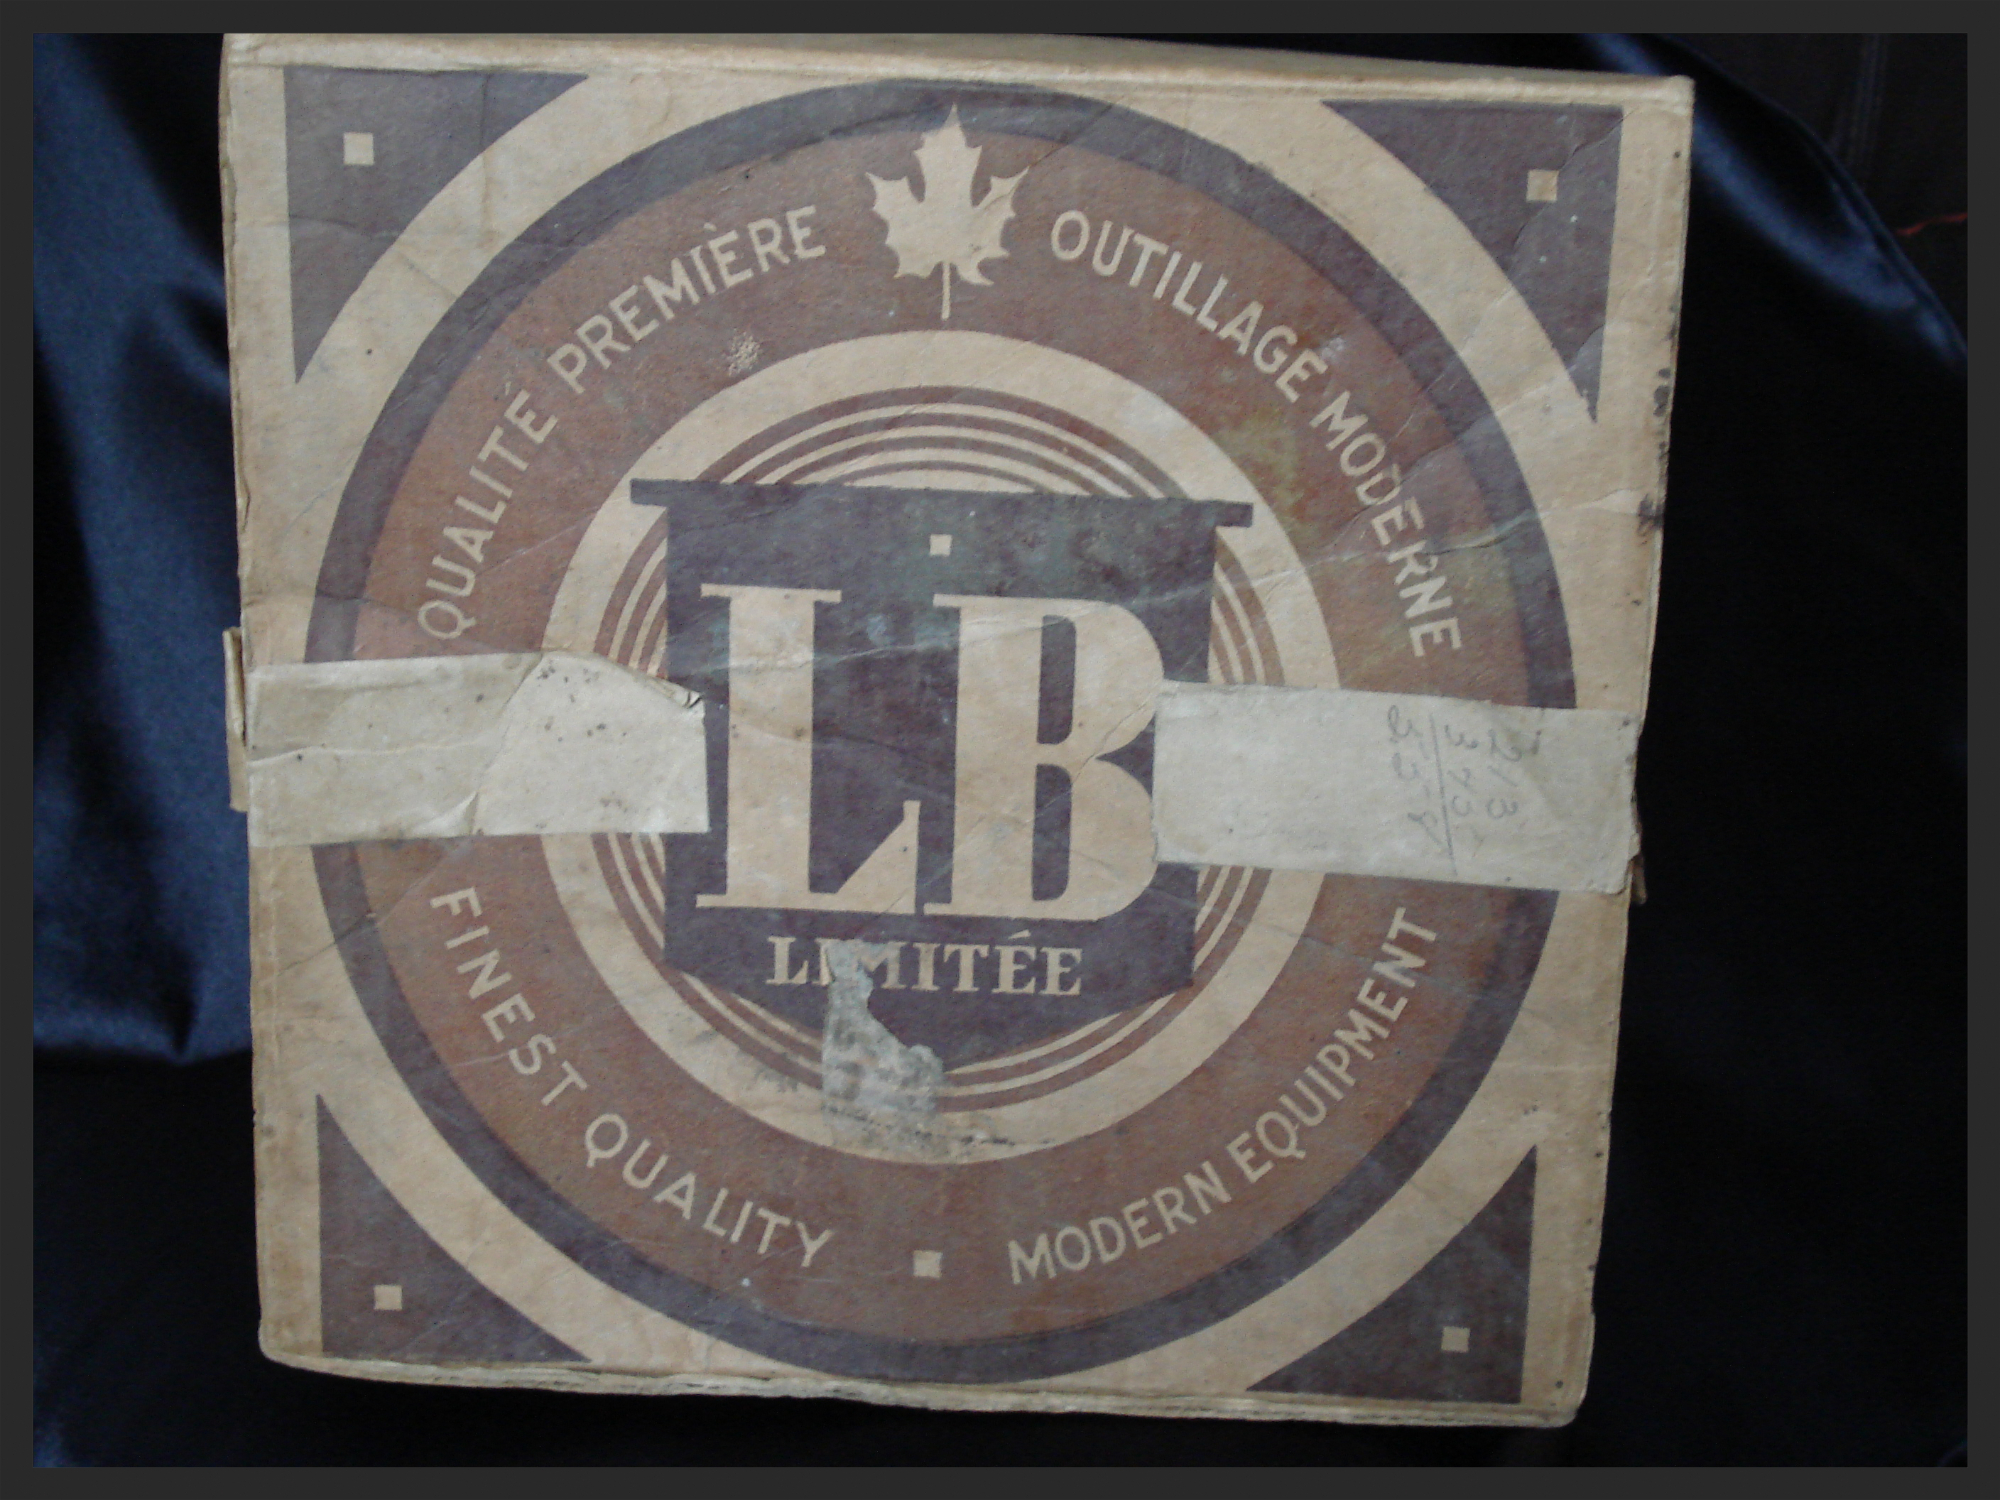 QUALITÉ PREMIÈRE
OUTILLAGE MODERNE
LB
LIMITÉE
FINEST QUALITY
MODERN EQUIPMENT